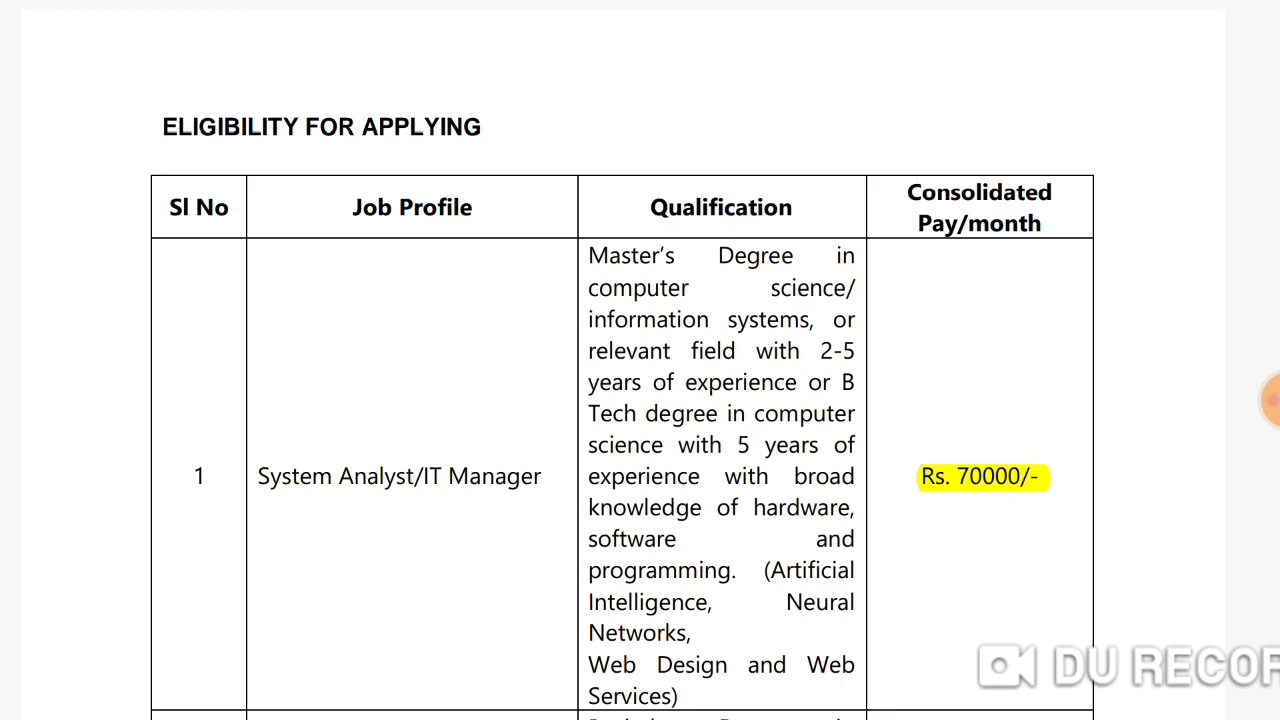 ELIGIBILITY FOR APPLYING
Sl No
Job Profile
Qualification
Consolidated
Pay/month
1
System Analyst/IT Manager
Master’s Degree in
computer science/
information systems, or
relevant field with 2-5
years of experience or B
Tech degree in computer
science with 5 years of
experience with broad
knowledge of hardware,
software and
programming. (Artificial
Intelligence, Neural
Networks,
Web Design and Web
Services)
Rs. 70000/-
DU RECOR